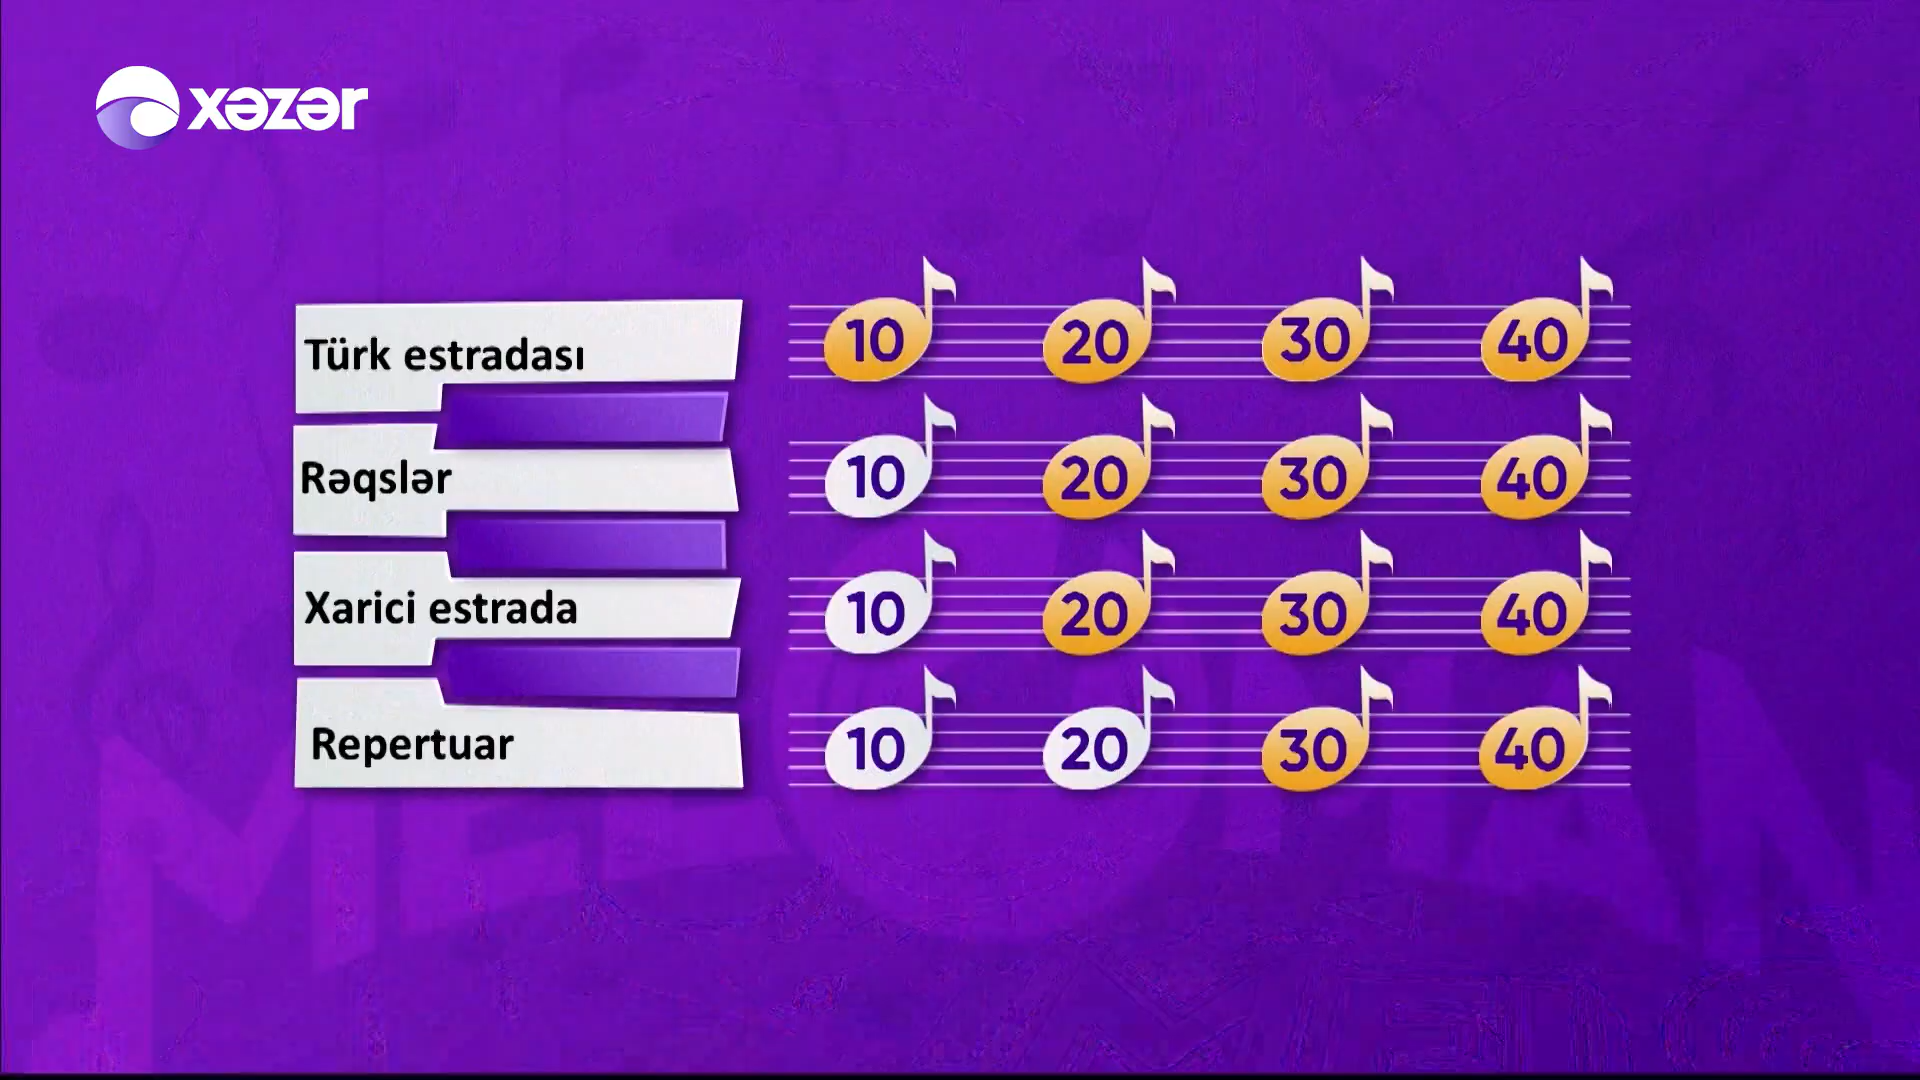 xəzər
Türk estradası 10 20 30 40
Rəqslər 10 20 30 40
Xarici estrada 10 20 30 40
Repertuar 10 20 30 40
MELOMAN